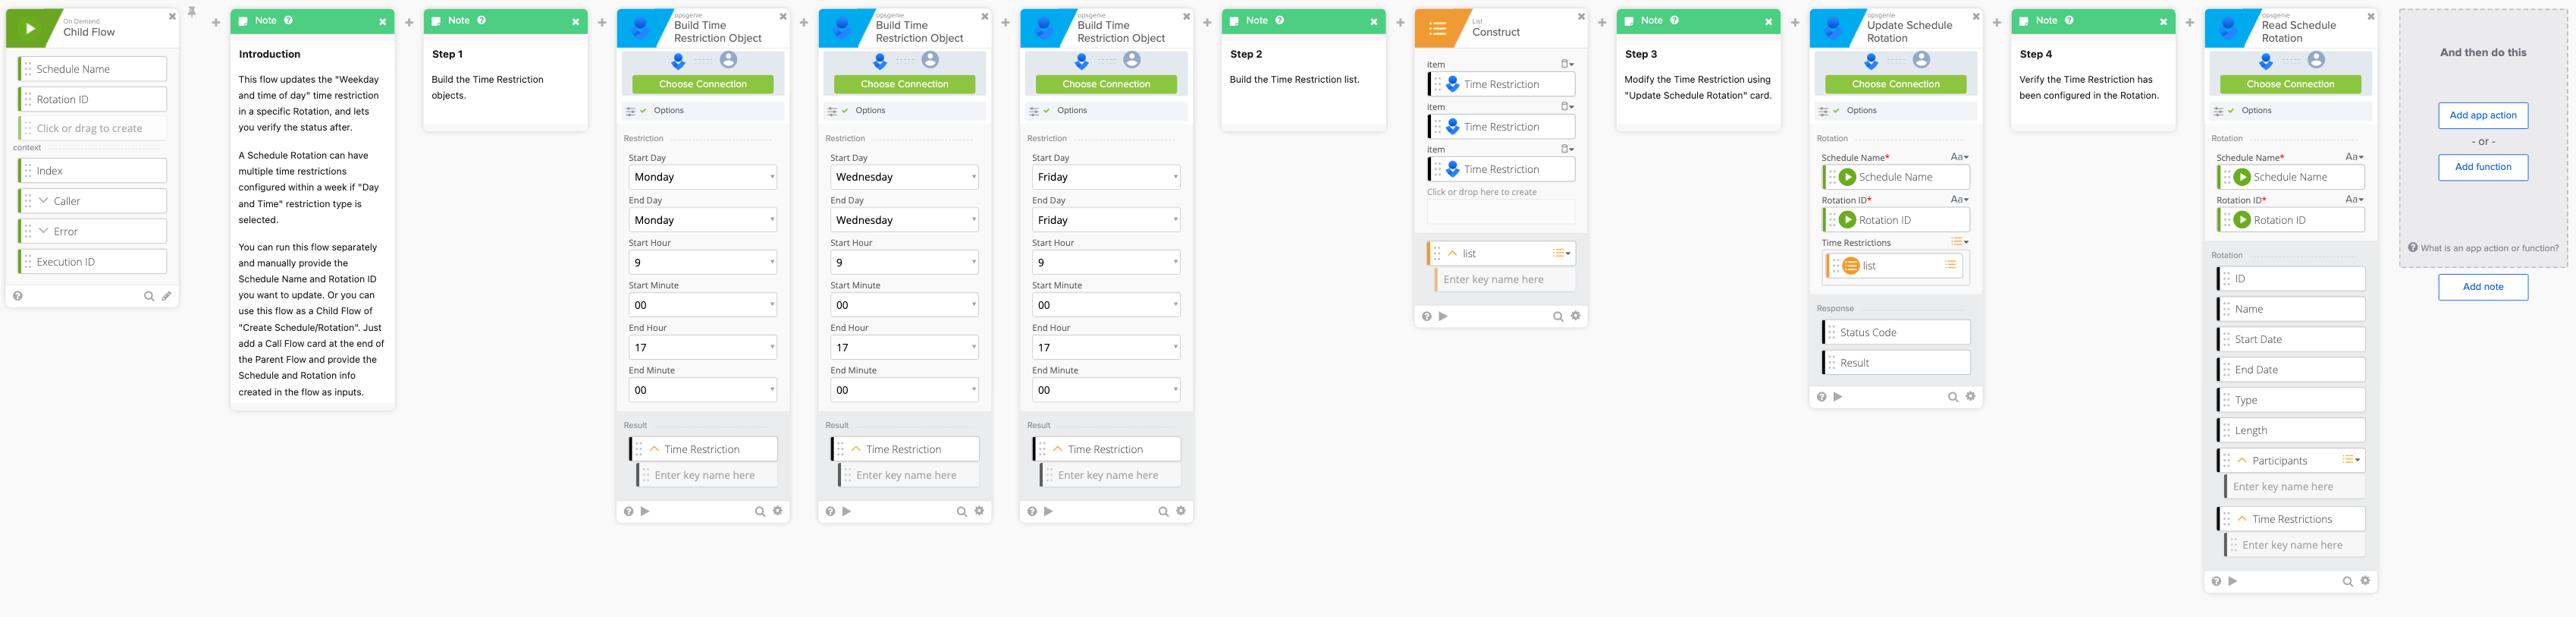 On Demand
Child Flow
Schedule Name
Rotation ID
Click or drag to create
context
Index
Caller
Error
Execution ID
Note
Introduction
This flow updates the "Weekday
and time of day" time restriction
in a specific Rotation, and lets
you verify the status after.
A Schedule Rotation can have
multiple time restrictions
configured within a week if "Day
and Time" restriction type is
selected.
You can run this flow separately
and manually provide the
Schedule Name and Rotation ID
you want to update. Or you can
use this flow as a Child Flow of
"Create Schedule/Rotation". Just
add a Call Flow card at the end of
the Parent Flow and provide the
Schedule and Rotation info
created in the flow as inputs.
Note
Step 1
Build the Time Restriction
objects.
opsgenie
Build Time
Restriction Object
Choose Connection
Options
Restriction
Start Day
Monday
End Day
Monday
Start Hour
9
Start Minute
00
End Hour
17
End Minute
00
Result
Time Restriction
Enter key name here
opsgenie
Build Time
Restriction Object
Choose Connection
Options
Restriction
Start Day
Wednesday
End Day
Wednesday
Start Hour
9
Start Minute
00
End Hour
17
End Minute
00
Result
Time Restriction
Enter key name here
opsgenie
Build Time
Restriction Object
Choose Connection
Options
Restriction
Start Day
Friday
End Day
Friday
Start Hour
9
Start Minute
00
End Hour
17
End Minute
00
Result
Time Restriction
Enter key name here
Note
Step 2
Build the Time Restriction list.
List
Construct
item
Time Restriction
item
Time Restriction
item
Time Restriction
Click or drop here to create
list
Enter key name here
Note
Step 3
Modify the Time Restriction using
"Update Schedule Rotation" card.
opsgenie
Update Schedule
Rotation
Choose Connection
Options
Rotation
Schedule Name* Aa
Schedule Name
Rotation ID* Aa
Rotation ID
Time Restrictions
list
Response
Status Code
Result
Note
Step 4
Verify the Time Restriction has
been configured in the Rotation.
opsgenie
Read Schedule
Rotation
Choose Connection
Options
Rotation
Schedule Name* Aa
Schedule Name
Rotation ID* Aa
Rotation ID
Rotation
ID
Name
Start Date
End Date
Type
Length
Participants
Enter key name here
Time Restrictions
Enter key name here
And then do this
Add app action
- or -
Add function
What is an app action or function?
Add note